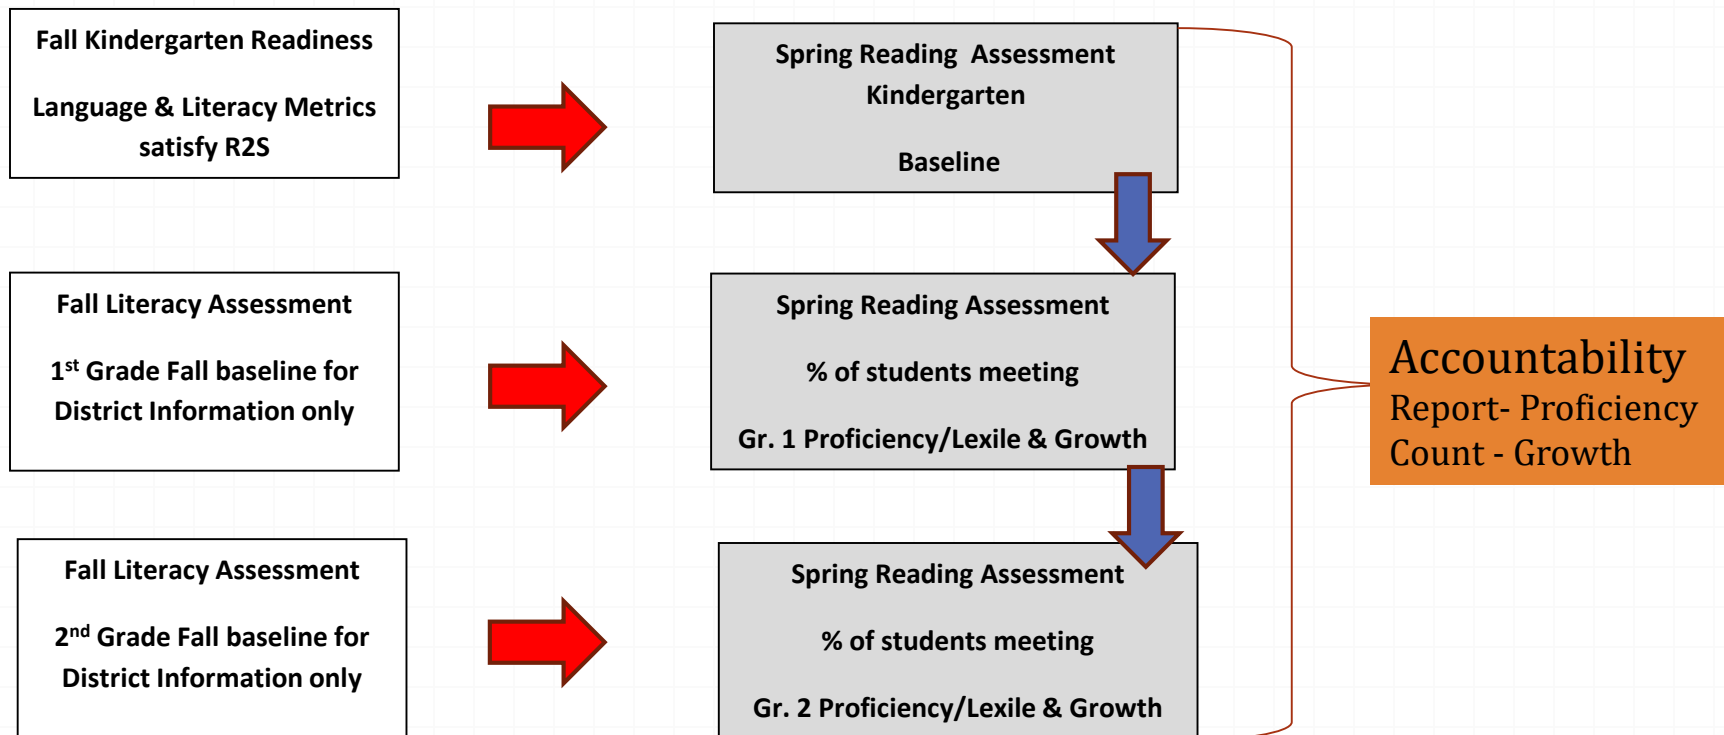 Fall Kindergarten Readiness
Language & Literacy Metrics
satisfy R2S
Spring Reading Assessment
Kindergarten
Baseline
Fall Literacy Assessment
1st Grade Fall baseline for
District Information only
Spring Reading Assessment
% of students meeting
Gr. 1 Proficiency/Lexile & Growth
Accountability
Report- Proficiency
Count - Growth
Fall Literacy Assessment
2nd Grade Fall baseline for
District Information only
Spring Reading Assessment
% of students meeting
Gr. 2 Proficiency/Lexile & Growth